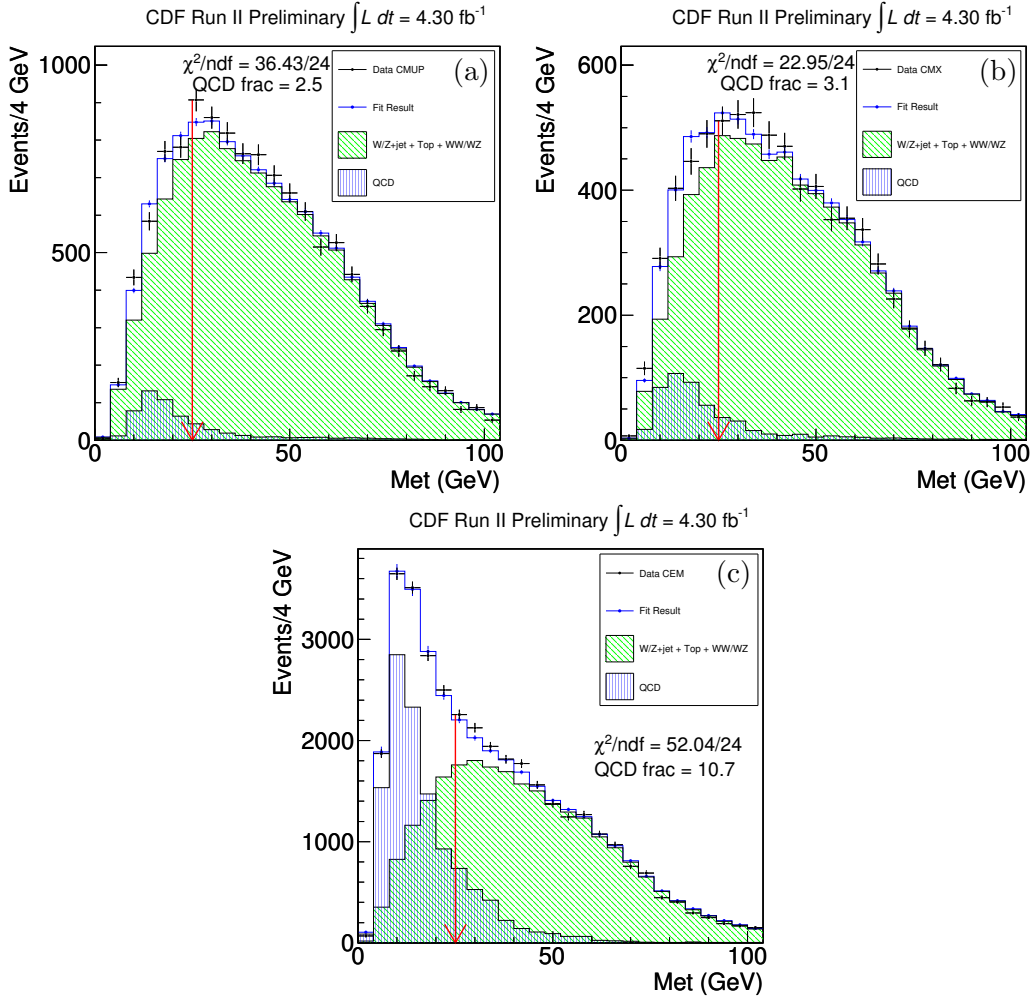 CDF Run II Preliminary ∫L dt = 4.30 fb⁻¹
Events/4 GeV
1000
500
0
χ²/ndf = 36.43/24
QCD frac = 2.5
(a)
Data CMUP
Fit Result
W/Z+jet + Top + WW/WZ
QCD
0 50 100
Met (GeV)
CDF Run II Preliminary ∫L dt = 4.30 fb⁻¹
Events/4 GeV
600
400
200
0
χ²/ndf = 22.95/24
QCD frac = 3.1
(b)
Data CMX
Fit Result
W/Z+jet + Top + WW/WZ
QCD
0 50 100
Met (GeV)
CDF Run II Preliminary ∫L dt = 4.30 fb⁻¹
Events/4 GeV
3000
2000
1000
0
(c)
Data CEM
Fit Result
W/Z+jet + Top + WW/WZ
QCD
χ²/ndf = 52.04/24
QCD frac = 10.7
0 50 100
Met (GeV)